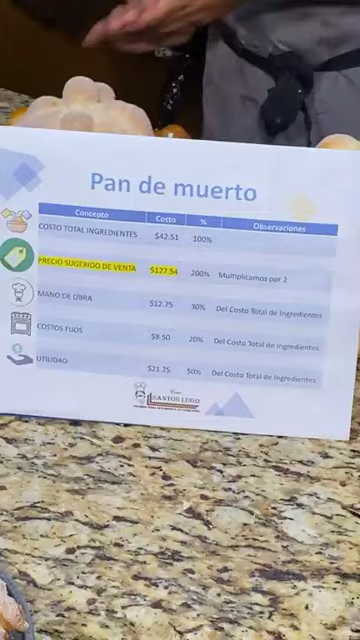 Pan de muerto
Concepto Costo % Observaciones
COSTO TOTAL INGREDIENTES $42.51 100%
PRECIO SUGERIDO DE VENTA $127.54 200% Multiplicamos por 2
MANO DE OBRA $12.75 30% Del Costo Total de Ingredientes
COSTOS FIJOS $8.50 20% Del Costo Total de Ingredientes
UTILIDAD $21.25 50% Del Costo Total de Ingredientes
SANTOS LUGO